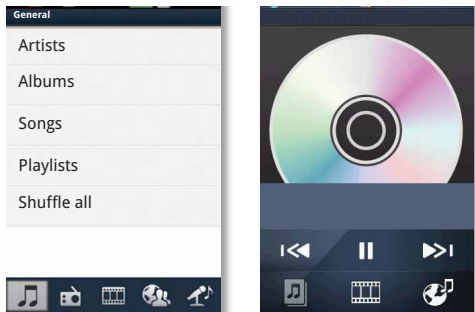 General
Artists
Albums
Songs
Playlists
Shuffle all